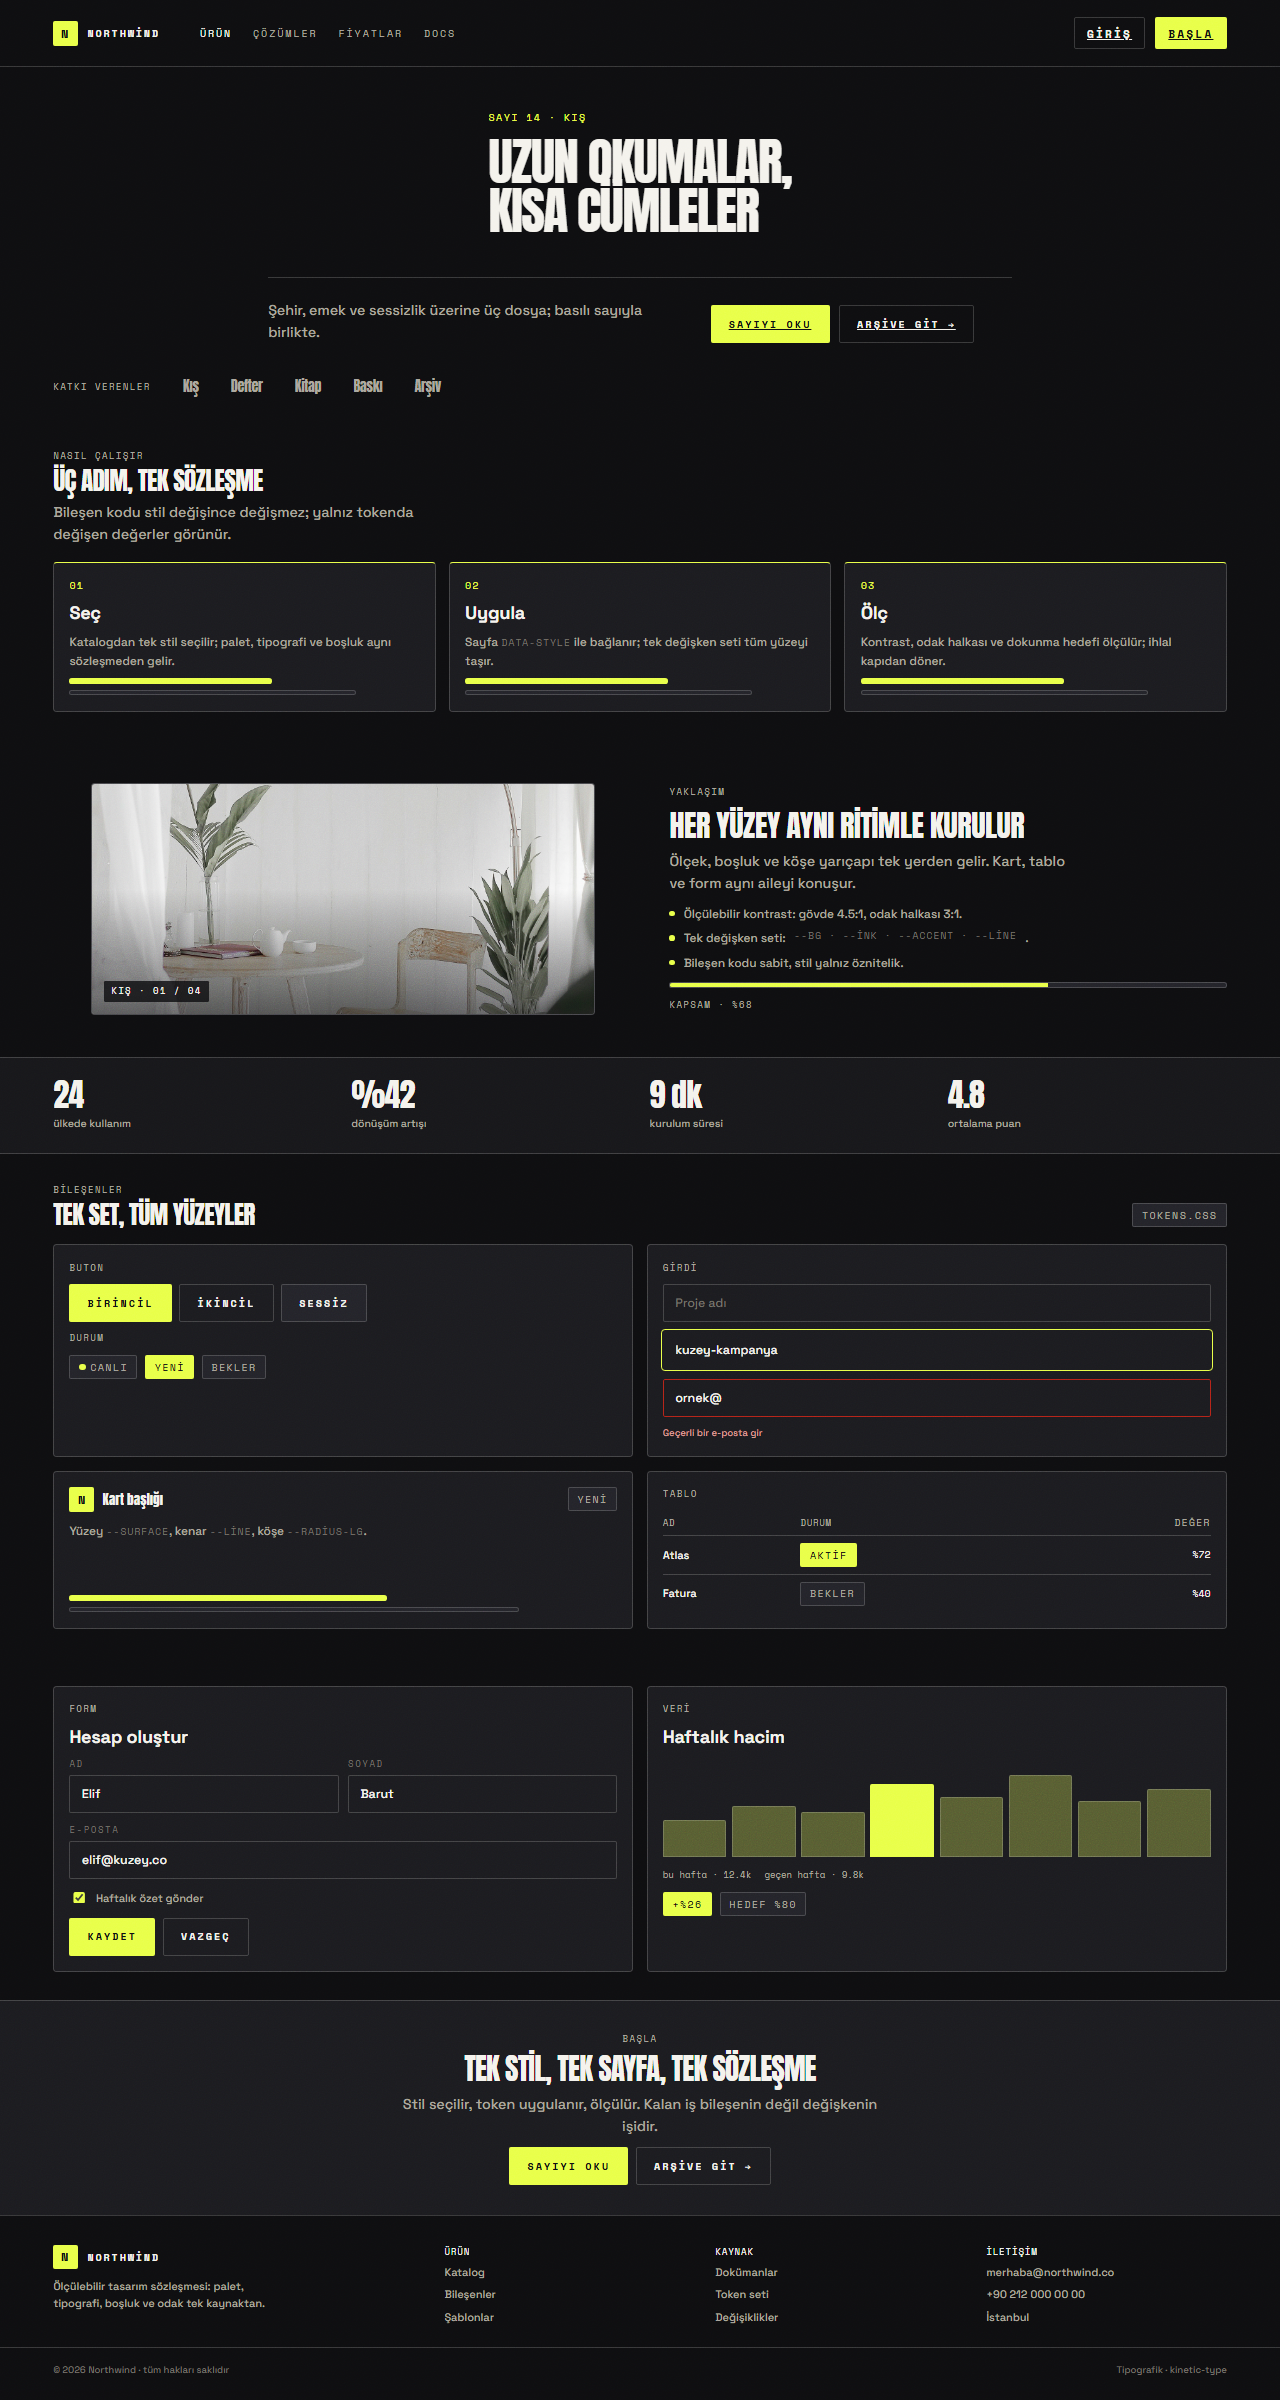 N NORTHWİND ÜRÜN ÇÖZÜMLER FİYATLAR DOCS GİRİŞ BAŞLA
SAYI 14 · KIŞ
UZUN OKUMALAR,
KISA CÜMLELER
Şehir, emek ve sessizlik üzerine üç dosya; basılı sayıyla
birlikte.
SAYIYI OKU ARŞİVE GİT →
KATKI VERENLER Kış Defter Kitap Baskı Arşiv
NASIL ÇALIŞIR
ÜÇ ADIM, TEK SÖZLEŞME
Bileşen kodu stil değişince değişmez; yalnız tokenda
değişen değerler görünür.
01
Seç
Katalogdan tek stil seçilir; palet, tipografi ve boşluk aynı
sözleşmeden gelir.
02
Uygula
Sayfa DATA-STYLE ile bağlanır; tek değişken seti tüm yüzeyi
taşır.
03
Ölç
Kontrast, odak halkası ve dokunma hedefi ölçülür; ihlal
kapıdan döner.
KIŞ · 01 / 04
YAKLAŞIM
HER YÜZEY AYNI RİTİMLE KURULUR
Ölçek, boşluk ve köşe yarıçapı tek yerden gelir. Kart, tablo
ve form aynı aileyi konuşur.
Ölçülebilir kontrast: gövde 4.5:1, odak halkası 3:1.
Tek değişken seti: --BG · --İNK · --ACCENT · --LİNE .
Bileşen kodu sabit, stil yalnız öznitelik.
KAPSAM · %68
24
ülkede kullanım
%42
dönüşüm artışı
9 dk
kurulum süresi
4.8
ortalama puan
BİLEŞENLER
TEK SET, TÜM YÜZEYLER
TOKENS.CSS
BUTON
BİRİNCİL İKİNCİL SESSİZ
DURUM
CANLI YENİ BEKLER
GİRDİ
Proje adı
kuzey-kampanya
ornek@
Geçerli bir e-posta gir
N Kart başlığı YENİ
Yüzey --SURFACE, kenar --LİNE, köşe --RADİUS-LG.
TABLO
AD DURUM DEĞER
Atlas AKTİF %72
Fatura BEKLER %40
FORM
Hesap oluştur
AD SOYAD
Elif Barut
E-POSTA
elif@kuzey.co
Haftalık özet gönder
KAYDET VAZGEÇ
VERİ
Haftalık hacim
bu hafta · 12.4k geçen hafta · 9.8k
+%26 HEDEF %80
BAŞLA
TEK STİL, TEK SAYFA, TEK SÖZLEŞME
Stil seçilir, token uygulanır, ölçülür. Kalan iş bileşenin değil değişkenin
işidir.
SAYIYI OKU ARŞİVE GİT →
N NORTHWİND
Ölçülebilir tasarım sözleşmesi: palet,
tipografi, boşluk ve odak tek kaynaktan.
ÜRÜN
Katalog
Bileşenler
Şablonlar
KAYNAK
Dokümanlar
Token seti
Değişiklikler
İLETİŞİM
merhaba@northwind.co
+90 212 000 00 00
İstanbul
© 2026 Northwind · tüm hakları saklıdır
Tipografik · kinetic-type